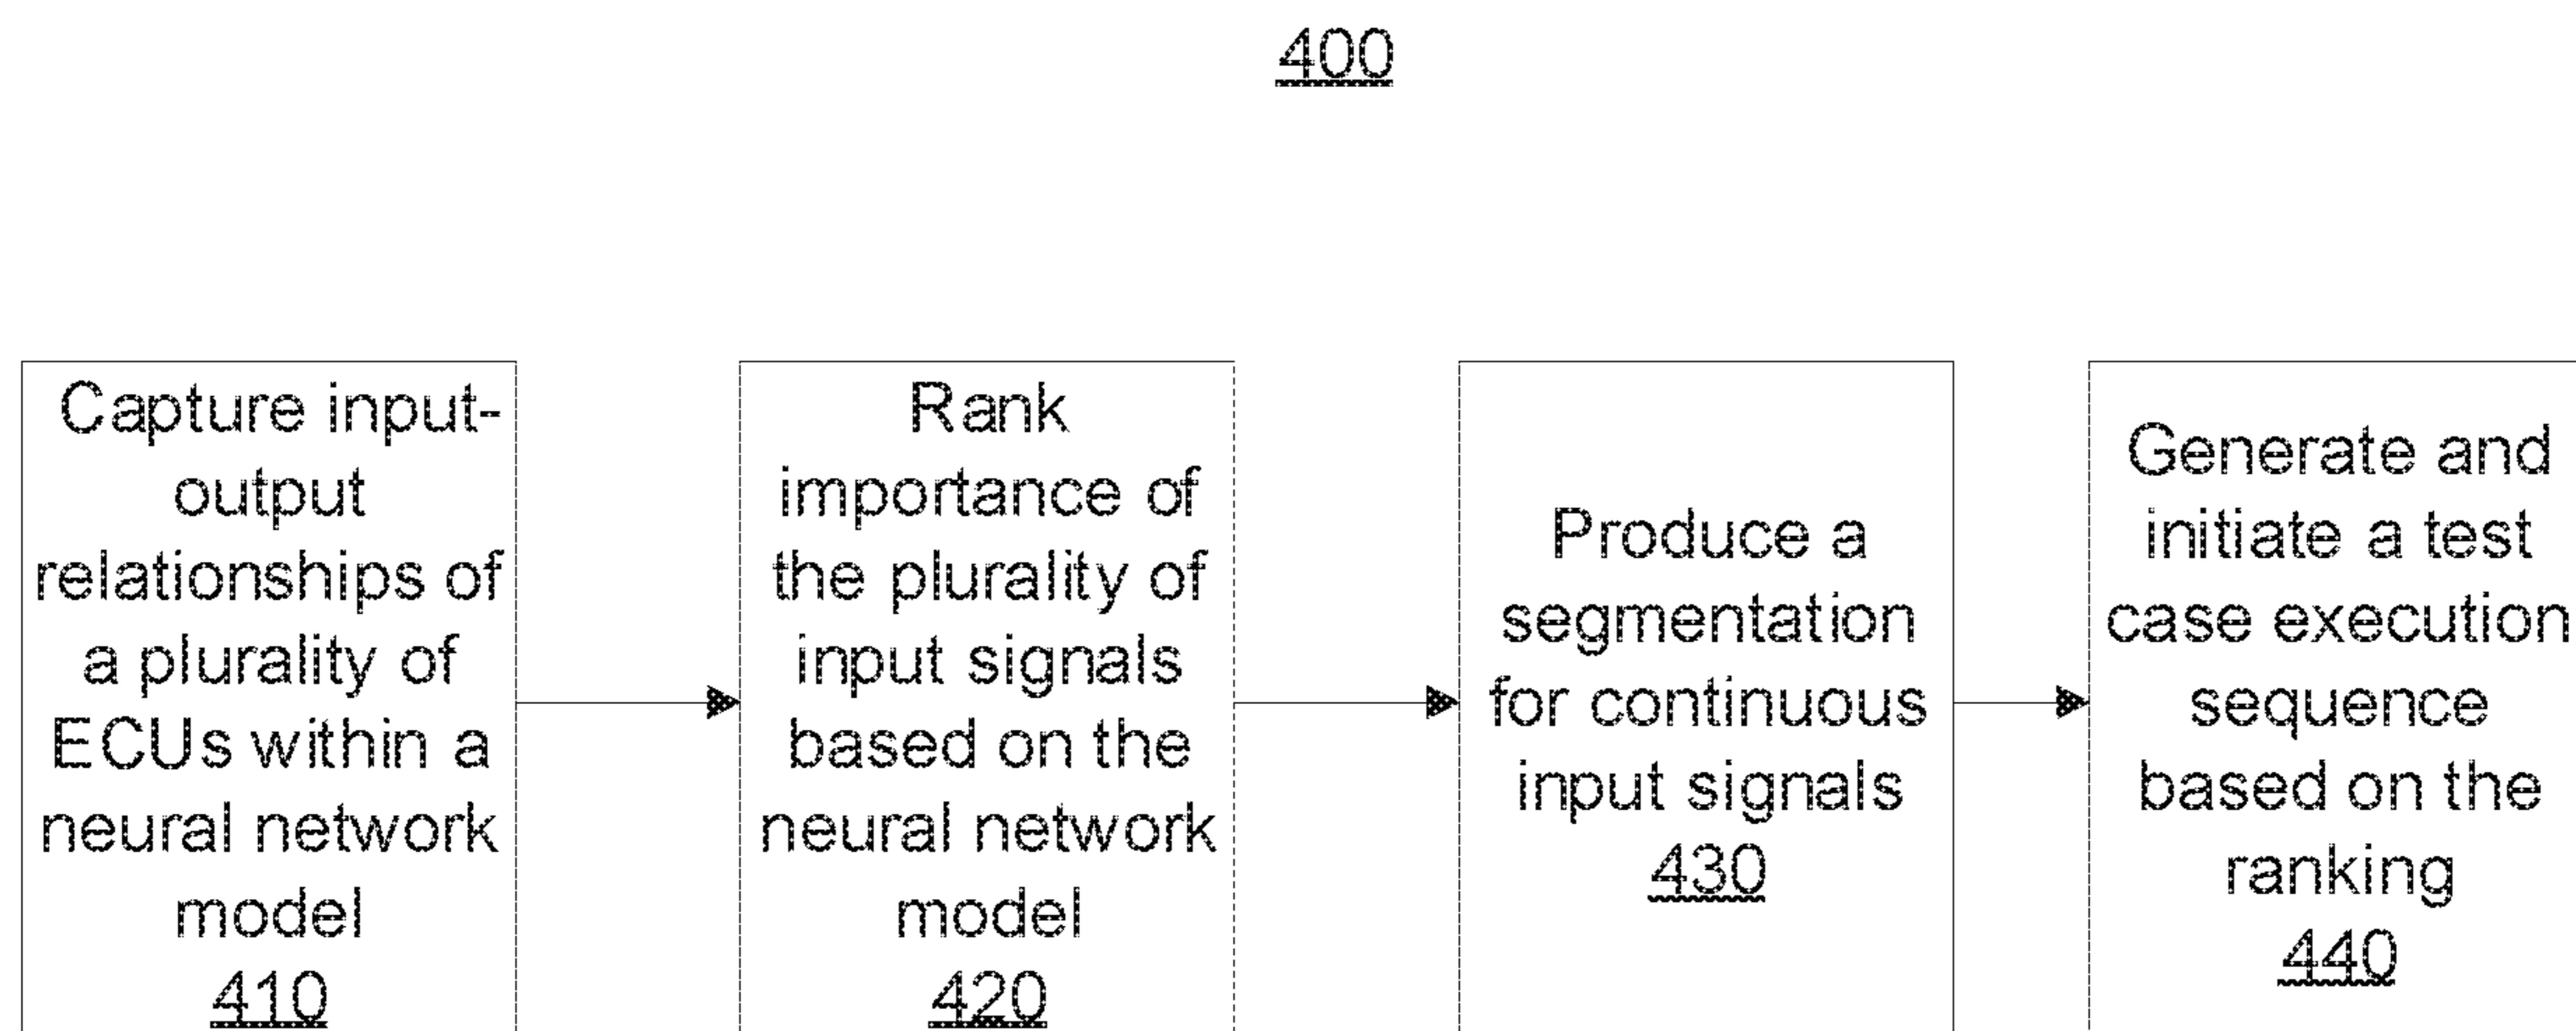 400
Capture input-
output
relationships of
a plurality of
ECUs within a
neural network
model
410
Rank
importance of
the plurality of
input signals
based on the
neural network
model
420
Produce a
segmentation
for continuous
input signals
430
Generate and
initiate a test
case execution
sequence
based on the
ranking
440